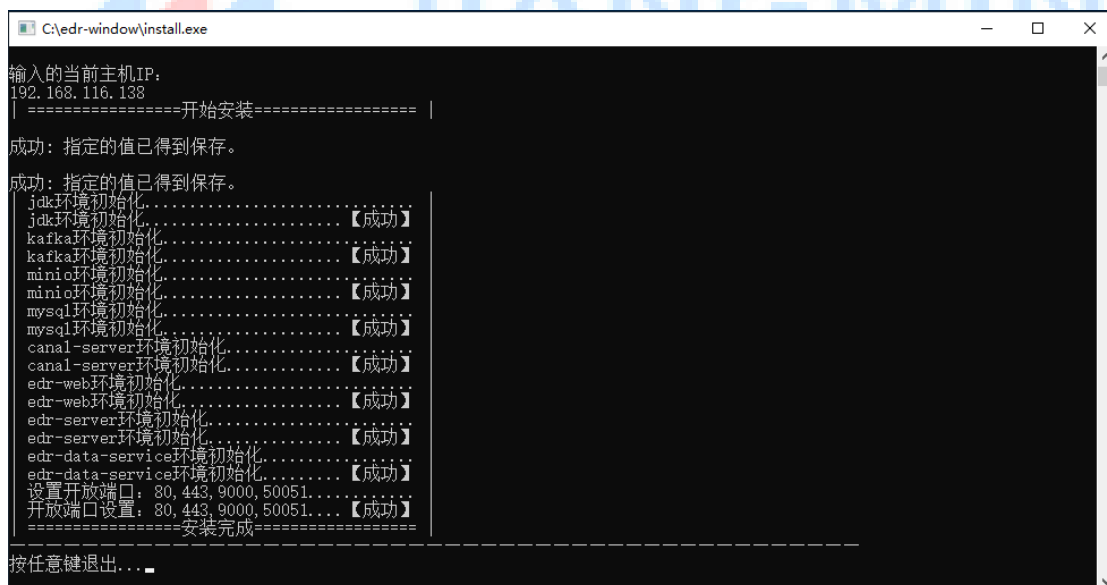 C:\edr-window\install.exe
输入的当前主机IP:
192.168.116.138
| =================开始安装================== |
成功: 指定的值已得到保存。
成功: 指定的值已得到保存。
| jdk环境初始化.............................. |
| jdk环境初始化......................【成功】 |
| kafka环境初始化............................ |
| kafka环境初始化....................【成功】 |
| minio环境初始化............................ |
| minio环境初始化....................【成功】 |
| mysql环境初始化............................ |
| mysql环境初始化....................【成功】 |
| canal-server环境初始化..................... |
| canal-server环境初始化.............【成功】 |
| edr-web环境初始化.......................... |
| edr-web环境初始化..................【成功】 |
| edr-server环境初始化....................... |
| edr-server环境初始化...............【成功】 |
| edr-data-service环境初始化................. |
| edr-data-service环境初始化.........【成功】 |
| 设置开放端口: 80,443,9000,50051............ |
| 开放端口设置: 80,443,9000,50051....【成功】 |
| =================安装完成================== |
按任意键退出...